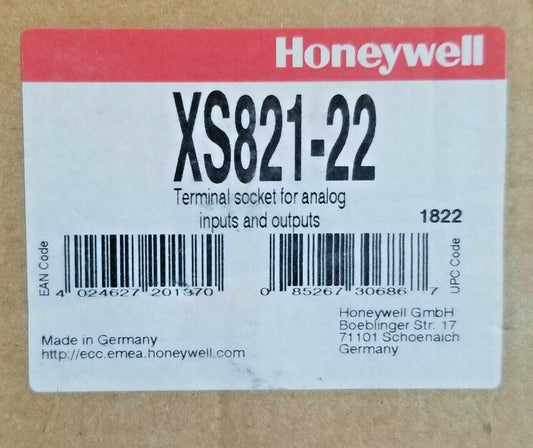 Honeywell
XS821-22
Terminal socket for analog
inputs and outputs
1822
EAN Code
4 024627 201370
0 85267 30686 7
UPC Code
Made in Germany
http://ecc.emea.honeywell.com
Honeywell GmbH
Boeblinger Str. 17
71101 Schoenaich
Germany